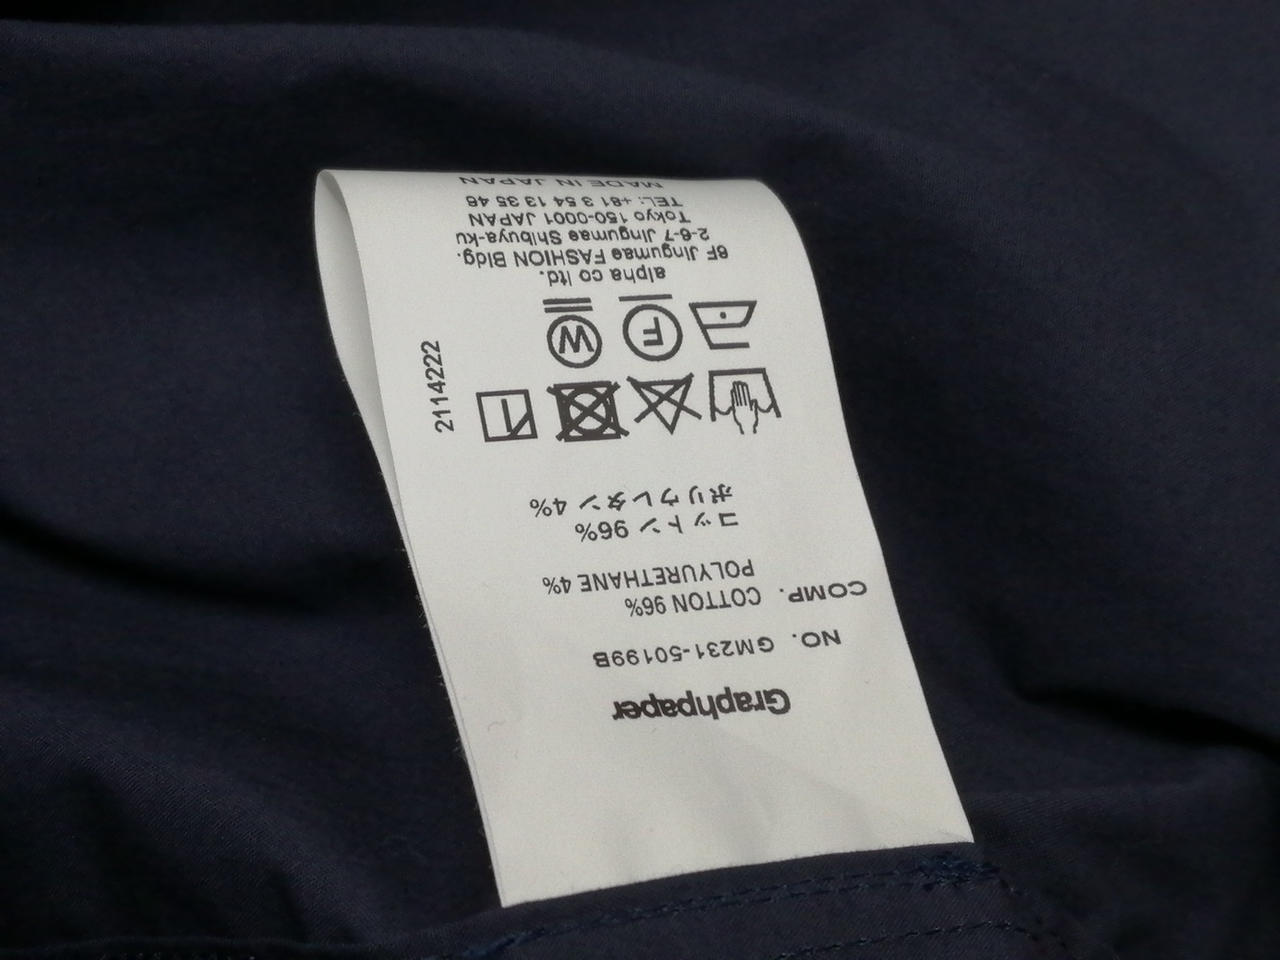 Graphpaper
NO. GM231-50199B
COMP. COTTON 96%
POLYURETHANE 4%
コットン 96%
ポリウレタン 4%
F
W
2114222
alpha co ltd.
6F Jingumae FASHION Bldg.
2-6-7 Jingumae Shibuya-ku
Tokyo 150-0001 JAPAN
TEL: +81 3 54 13 35 46
MADE IN JAPAN